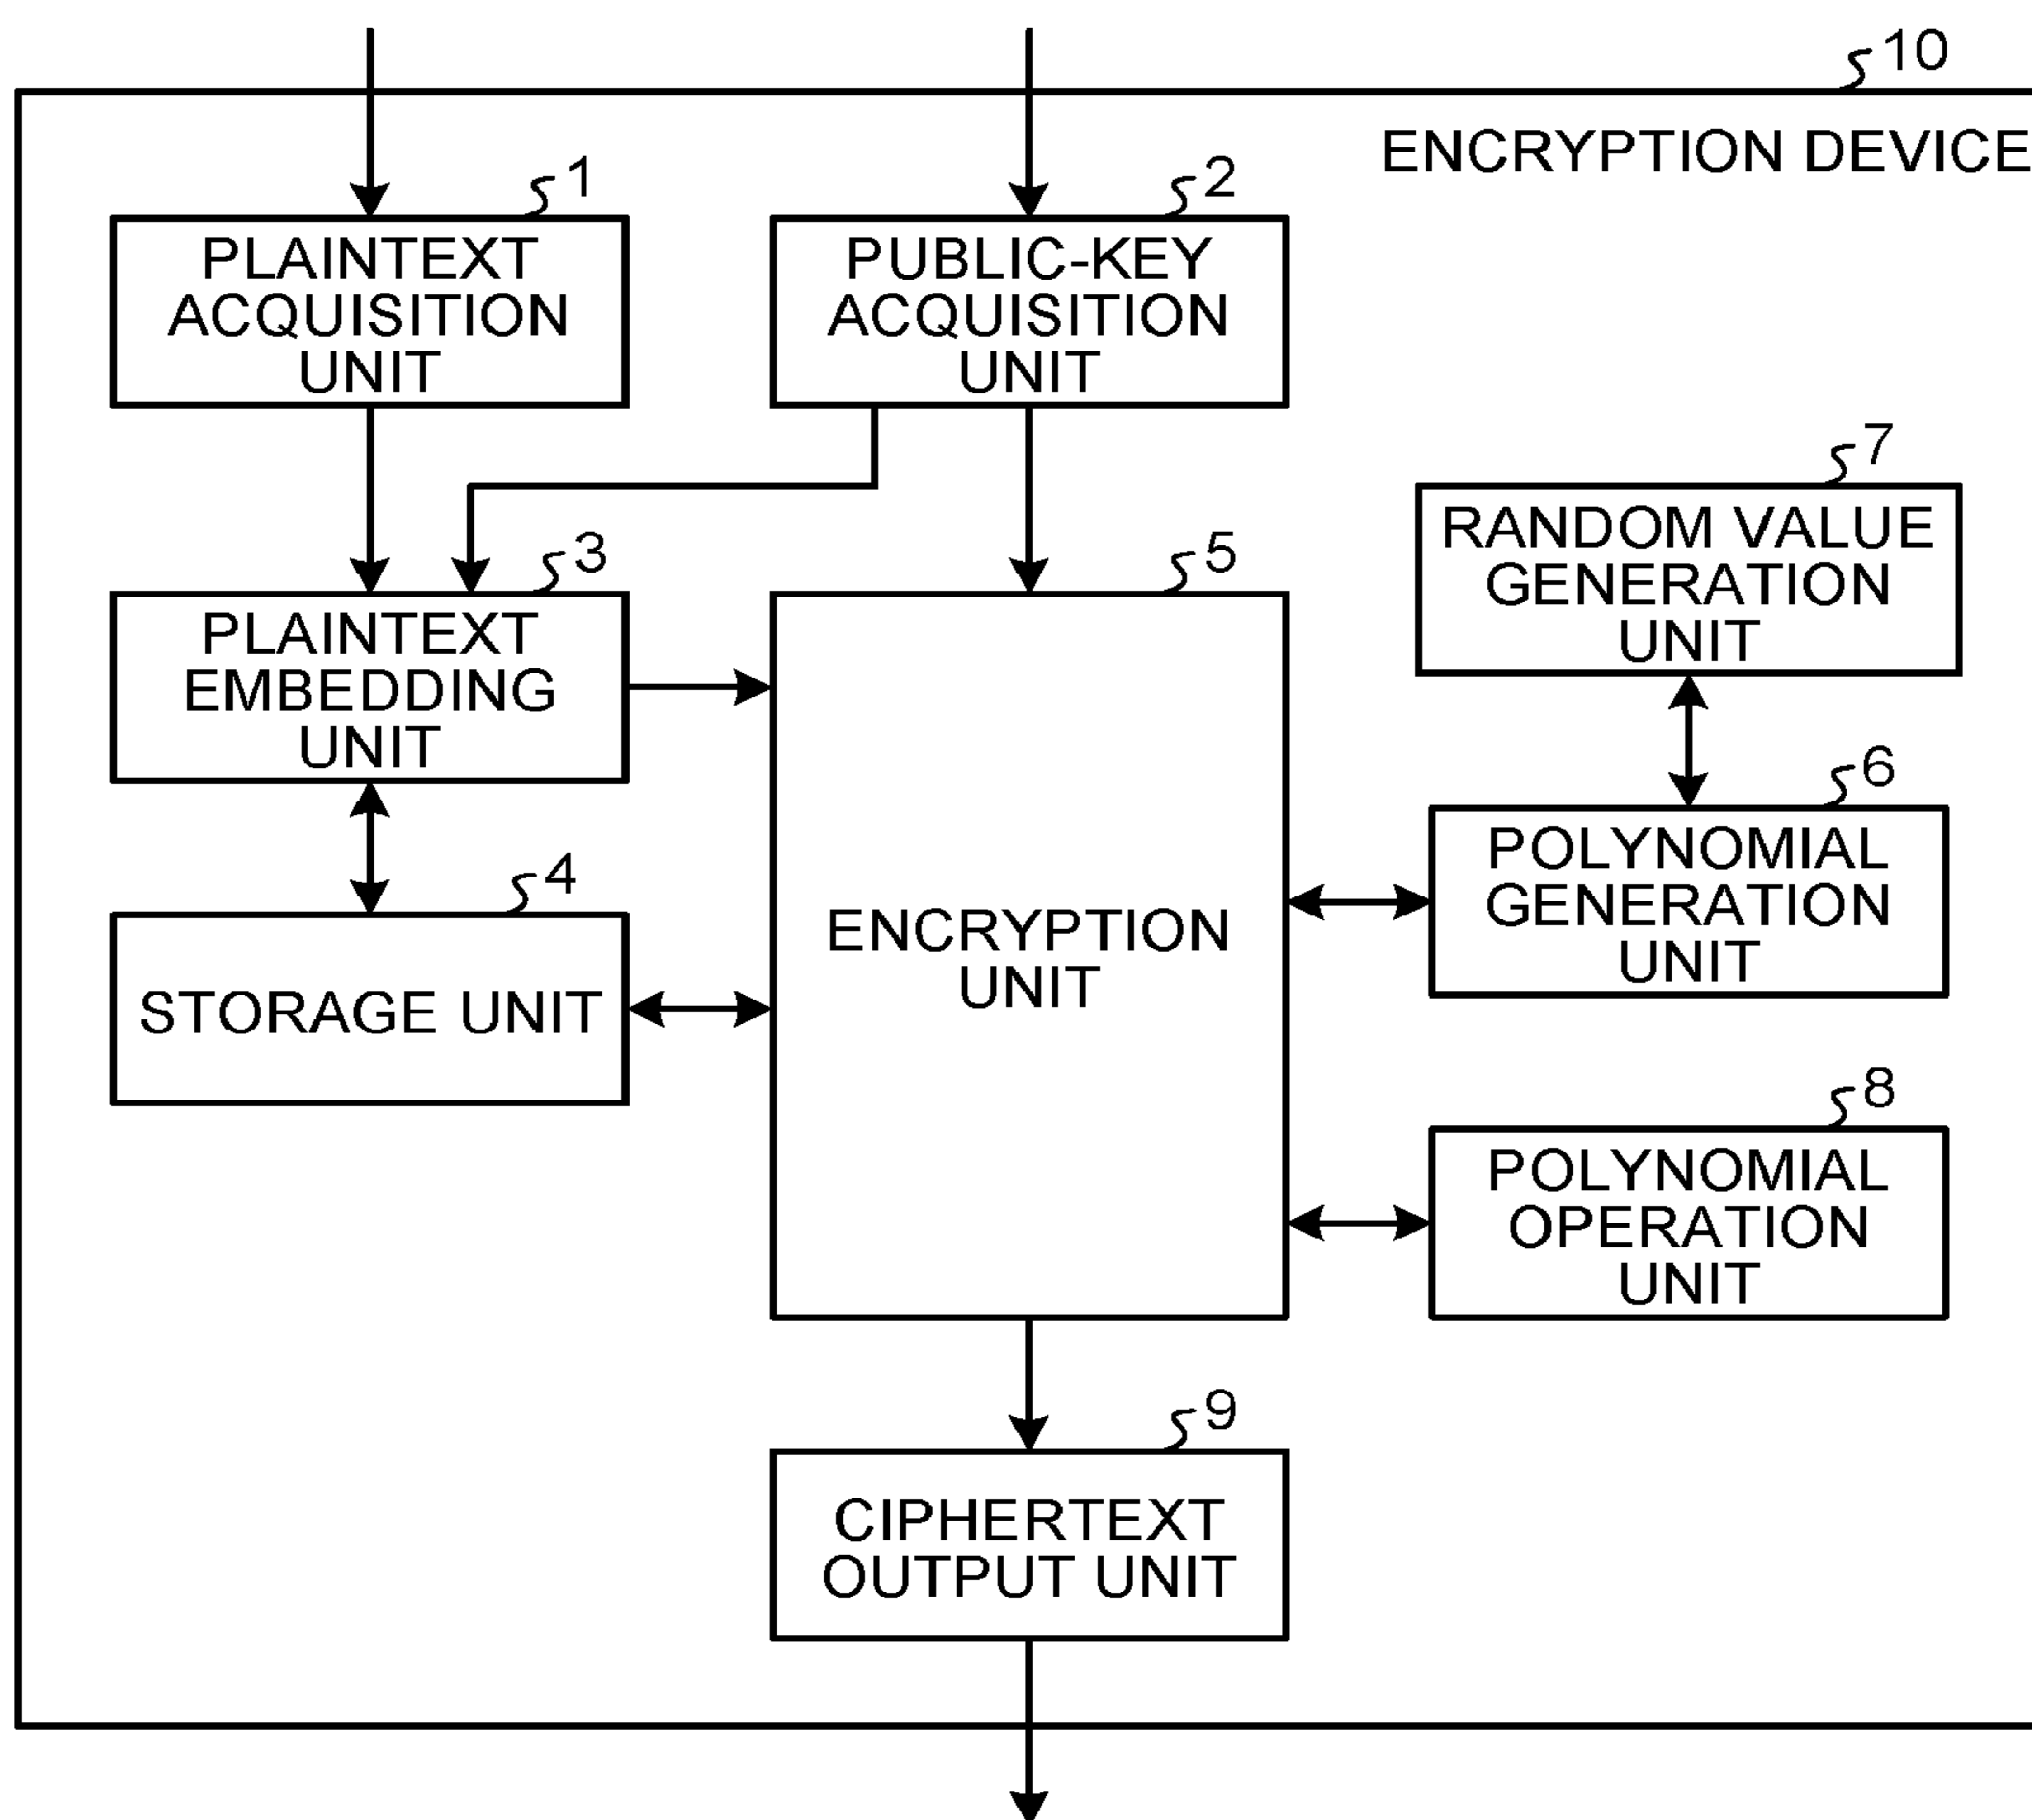 10
ENCRYPTION DEVICE
1
PLAINTEXT
ACQUISITION
UNIT
2
PUBLIC-KEY
ACQUISITION
UNIT
7
RANDOM VALUE
GENERATION
UNIT
3
PLAINTEXT
EMBEDDING
UNIT
5
ENCRYPTION
UNIT
6
POLYNOMIAL
GENERATION
UNIT
4
STORAGE UNIT
8
POLYNOMIAL
OPERATION
UNIT
9
CIPHERTEXT
OUTPUT UNIT